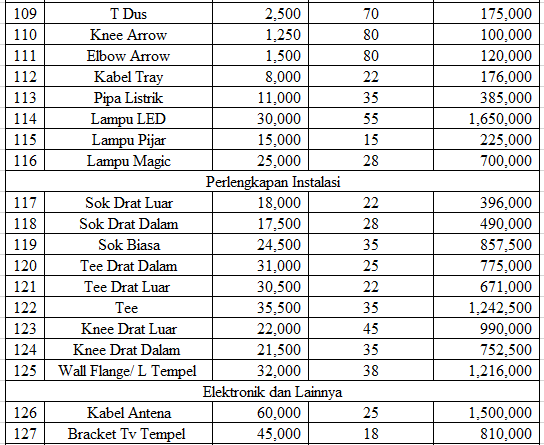 109 T Dus 2,500 70 175,000
110 Knee Arrow 1,250 80 100,000
111 Elbow Arrow 1,500 80 120,000
112 Kabel Tray 8,000 22 176,000
113 Pipa Listrik 11,000 35 385,000
114 Lampu LED 30,000 55 1,650,000
115 Lampu Pijar 15,000 15 225,000
116 Lampu Magic 25,000 28 700,000
Perlengkapan Instalasi
117 Sok Drat Luar 18,000 22 396,000
118 Sok Drat Dalam 17,500 28 490,000
119 Sok Biasa 24,500 35 857,500
120 Tee Drat Dalam 31,000 25 775,000
121 Tee Drat Luar 30,500 22 671,000
122 Tee 35,500 35 1,242,500
123 Knee Drat Luar 22,000 45 990,000
124 Knee Drat Dalam 21,500 35 752,500
125 Wall Flange/ L Tempel 32,000 38 1,216,000
Elektronik dan Lainnya
126 Kabel Antena 60,000 25 1,500,000
127 Bracket Tv Tempel 45,000 18 810,000